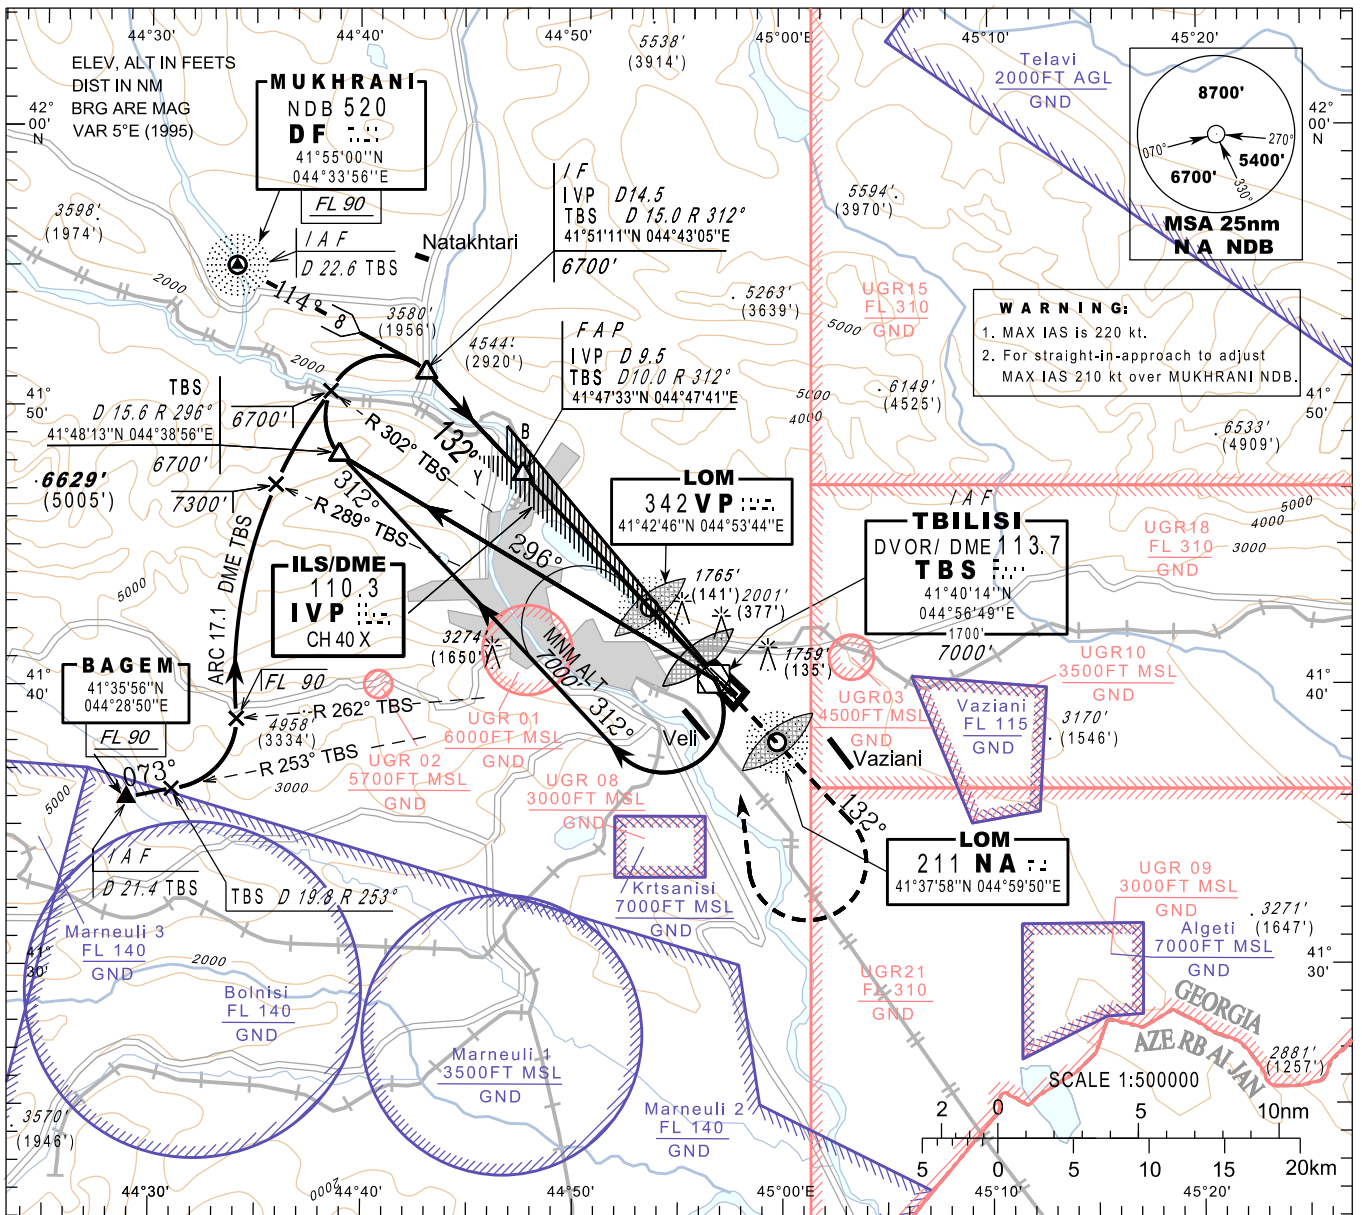 44°30'
44°40'
44°50'
45°00'E
45°10'
45°20'
ELEV, ALT IN FEETS
DIST IN NM
BRG ARE MAG
VAR 5°E (1995)
42°
00'
N
MUKHRANI
NDB 520
DF
41°55'00''N
044°33'56''E
FL 90
IAF
D 22.6 TBS
5538'
(3914')
Telavi
2000FT AGL
GND
8700'
070°
270°
5400'
6700'
330°
MSA 25nm
N A NDB
42°
00'
N
3598'
(1974')
2000
Natakhtari
IF
IVP D14.5
TBS D 15.0 R 312°
41°51'11''N 044°43'05''E
6700'
5594'
(3970')
5263'
(3639')
UGR15
FL 310
GND
5000
WARNING:
1. MAX IAS is 220 kt.
2. For straight-in-approach to adjust
MAX IAS 210 kt over MUKHRANI NDB.
114°
8
3580'
(1956')
4544'
(2920')
2000
FAP
IVP D 9.5
TBS D10.0 R 312°
41°47'33''N 044°47'41''E
5000
4000
6149'
(4525')
6533'
(4909')
41°
50'
41°
50'
TBS
D 15.6 R 296°
41°48'13''N 044°38'56''E
6700'
6700'
7300'
6629'
(5005')
R 302° TBS
132°
B
Y
312°
R 289° TBS
296°
LOM
342 VP
41°42'46''N 044°53'44''E
IAF
TBILISI
DVOR/ DME 113.7
TBS
41°40'14''N
044°56'49''E
1700'
7000'
UGR18
FL 310
GND
5000
4000
3000
ARC 17.1 DME TBS
5000
ILS/DME
110.3
IVP
CH 40 X
1765'
(141')
2001'
(377')
1759'
(135')
3274'
(1650')
MNM ALT
312°
BAGEM
41°35'56''N
044°28'50''E
FL 90
41°
40'
FL 90
R 262° TBS
4958'
(3334')
R 253° TBS
3000
073°
5000
UGR 01
6000FT MSL
GND
UGR 02
5700FT MSL
GND
UGR 08
3000FT MSL
GND
Veli
Vaziani
UGR03
4500FT MSL
GND
UGR10
3500FT MSL
GND
Vaziani
FL 115
GND
3170'
(1546')
41°
40'
132°
LOM
211 NA
41°37'58''N 044°59'50''E
IAF
D 21.4 TBS
TBS D 19.8 R 253°
Krtsanisi
7000FT MSL
GND
UGR 09
3000FT MSL
GND
Algeti
7000FT MSL
GND
3271'
(1647')
Marneuli 3
FL 140
GND
41°
30'
2000
41°
30'
Bolnisi
FL 140
GND
Marneuli 1
3500FT MSL
GND
UGR21
FL 310
GND
GEORGIA
AZERBAIJAN
2881'
(1257')
SCALE 1:500000
3570'
(1946')
Marneuli 2
FL 140
GND
2
0
5
10nm
5
0
5
10
15
20km
2000
44°30'
44°40'
44°50'
45°00'E
45°10'
45°20'